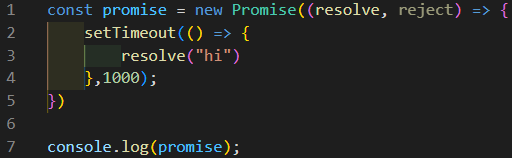 1 const promise = new Promise((resolve, reject) => {
2     setTimeout(() => {
3         resolve("hi")
4     },1000);
5 })
6
7 console.log(promise);